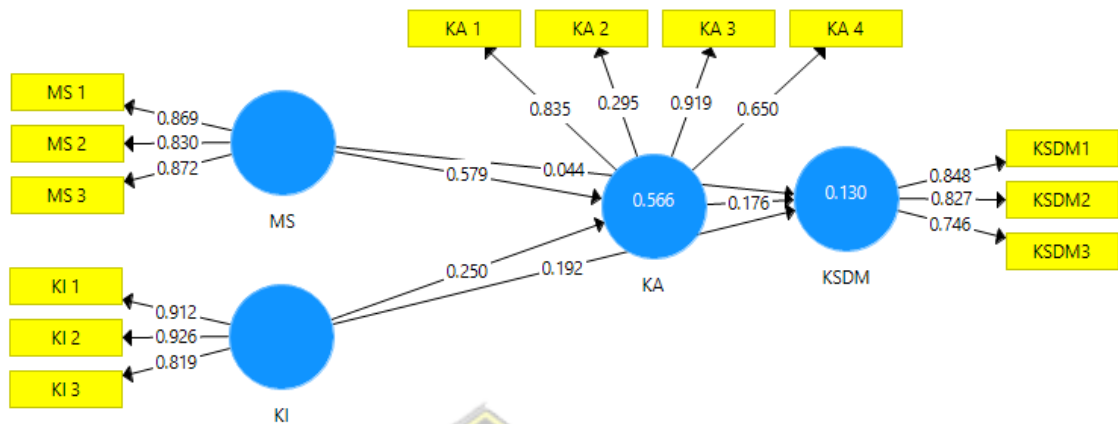 KA 1
KA 2
KA 3
KA 4
MS 1
MS 2
MS 3
0.869
0.830
0.872
MS
0.835
0.295
0.919
0.650
0.579
0.044
0.566
KA
0.176
0.130
KSDM
0.848
0.827
0.746
KSDM1
KSDM2
KSDM3
0.250
0.192
KI 1
KI 2
KI 3
0.912
0.926
0.819
KI